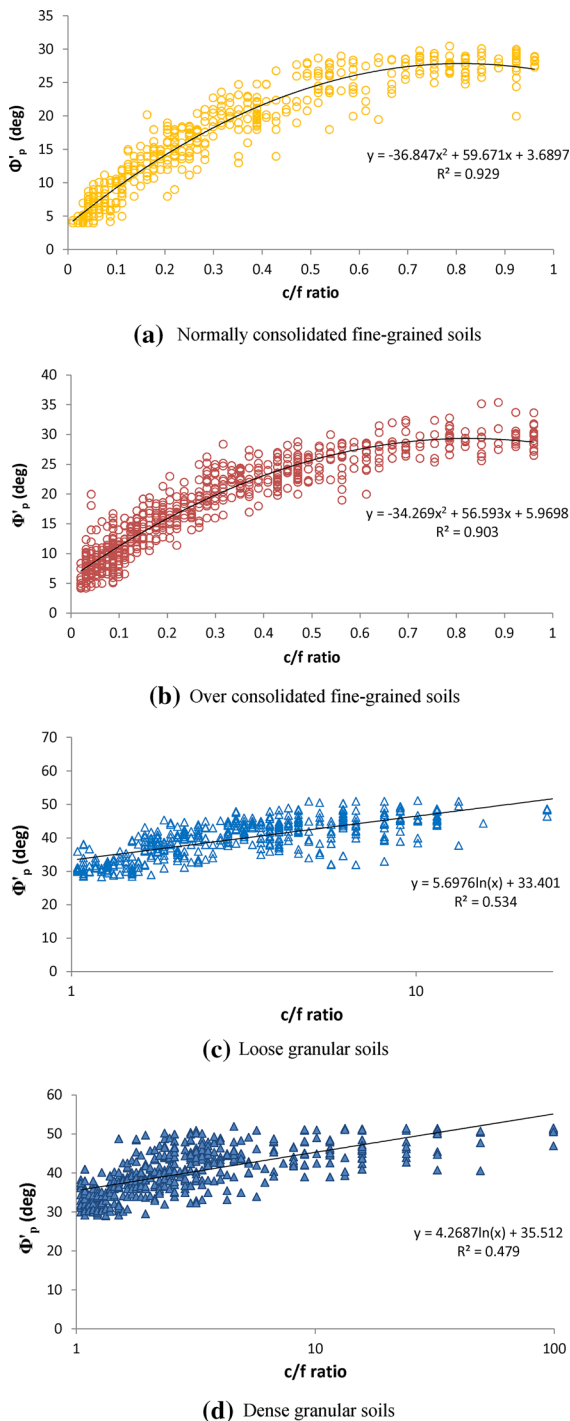 35
30
25
20
15
10
5
0
Φ'p (deg)
y = -36.847x² + 59.671x + 3.6897
R² = 0.929
0 0.1 0.2 0.3 0.4 0.5 0.6 0.7 0.8 0.9 1
c/f ratio
(a) Normally consolidated fine-grained soils
40
35
30
25
20
15
10
5
0
Φ'p (deg)
y = -34.269x² + 56.593x + 5.9698
R² = 0.903
0 0.1 0.2 0.3 0.4 0.5 0.6 0.7 0.8 0.9 1
c/f ratio
(b) Over consolidated fine-grained soils
70
60
50
40
30
20
10
0
Φ'p (deg)
y = 5.6976ln(x) + 33.401
R² = 0.534
1 10
c/f ratio
(c) Loose granular soils
60
50
40
30
20
10
0
Φ'p (deg)
y = 4.2687ln(x) + 35.512
R² = 0.479
1 10 100
c/f ratio
(d) Dense granular soils